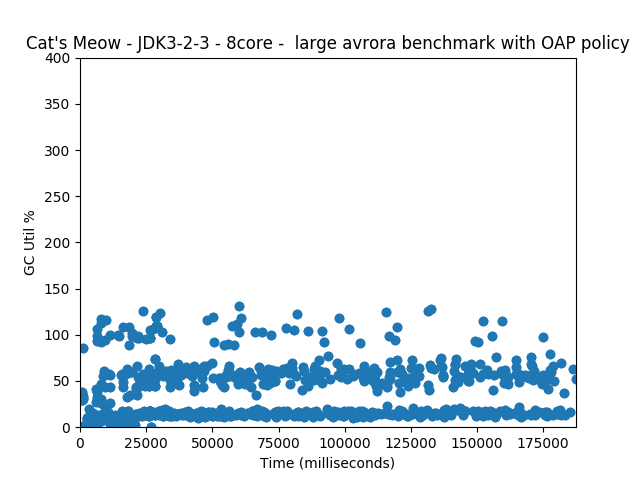 Cat's Meow - JDK3-2-3 - 8core -  large avrora benchmark with OAP policy
400
350
300
250
200
150
100
50
0
GC Util %
0 25000 50000 75000 100000 125000 150000 175000
Time (milliseconds)